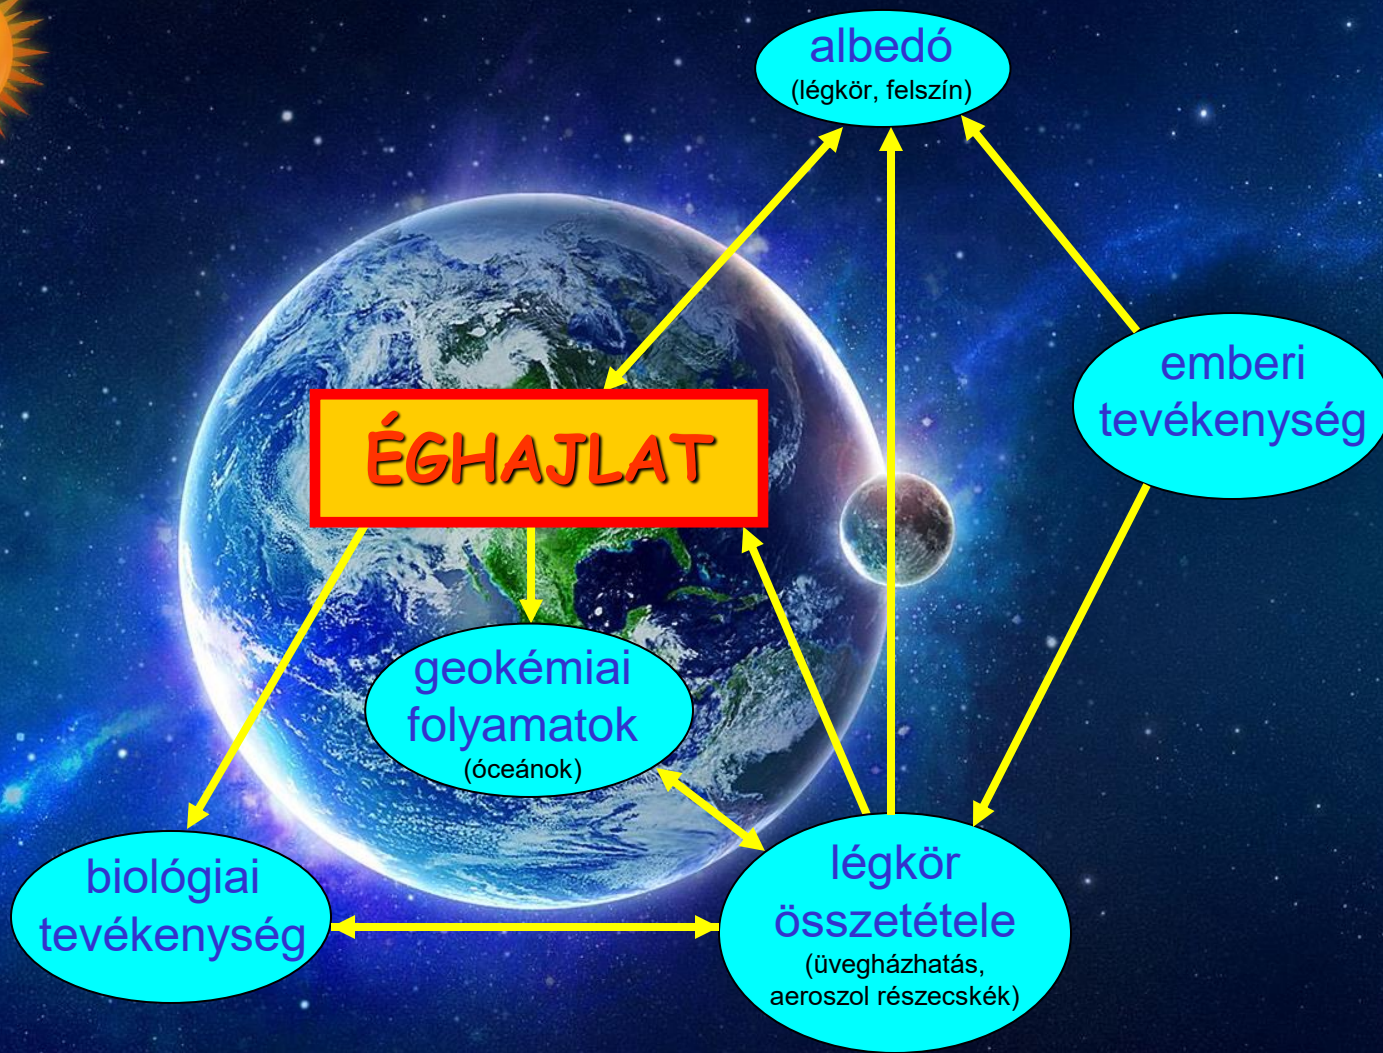 albedó
(légkör, felszín)
emberi
tevékenység
ÉGHAJLAT
geokémiai
folyamatok
(óceánok)
biológiai
tevékenység
légkör
összetétele
(üvegházhatás,
aeroszol részecskék)